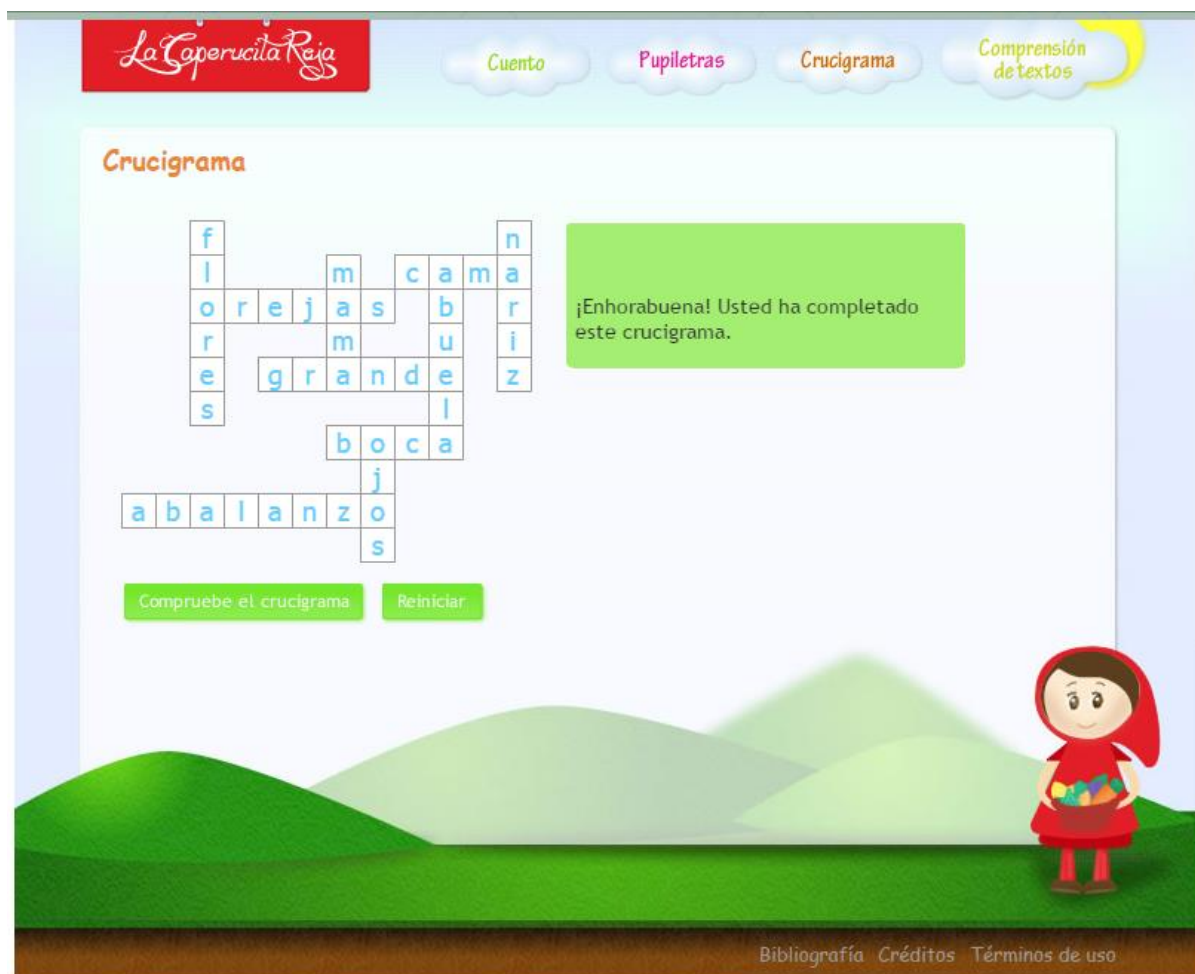 La Caperucita Roja
Cuento
Pupiletras
Crucigrama
Comprensión
de textos
Crucigrama
f n
l m c a m a
o r e j a s b r
r m u i
e g r a n d e z
s l
b o c a
j
a b a l a n z o
s
¡Enhorabuena! Usted ha completado
este crucigrama.
Compruebe el crucigrama
Reiniciar
Bibliografía Créditos Términos de uso